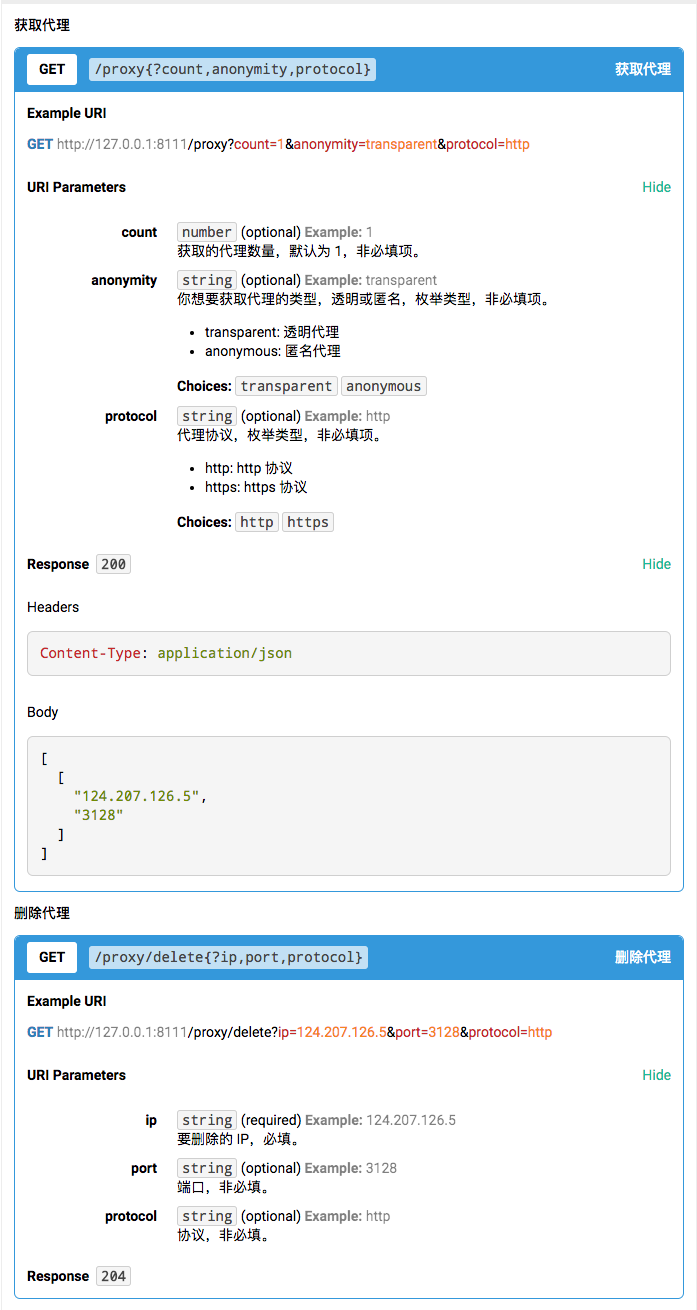 获取代理
GET /proxy{?count,anonymity,protocol} 获取代理
Example URI
GET http://127.0.0.1:8111/proxy?count=1&anonymity=transparent&protocol=http
URI Parameters Hide
count number (optional) Example: 1
获取的代理数量，默认为 1，非必填项。
anonymity string (optional) Example: transparent
你想要获取代理的类型，透明或匿名，枚举类型，非必填项。
• transparent: 透明代理
• anonymous: 匿名代理
Choices: transparent anonymous
protocol string (optional) Example: http
代理协议，枚举类型，非必填项。
• http: http 协议
• https: https 协议
Choices: http https
Response 200 Hide
Headers
Content-Type: application/json
Body
[
[
"124.207.126.5",
"3128"
]
]
删除代理
GET /proxy/delete{?ip,port,protocol} 删除代理
Example URI
GET http://127.0.0.1:8111/proxy/delete?ip=124.207.126.5&port=3128&protocol=http
URI Parameters Hide
ip string (required) Example: 124.207.126.5
要删除的 IP，必填。
port string (optional) Example: 3128
端口，非必填。
protocol string (optional) Example: http
协议，非必填。
Response 204